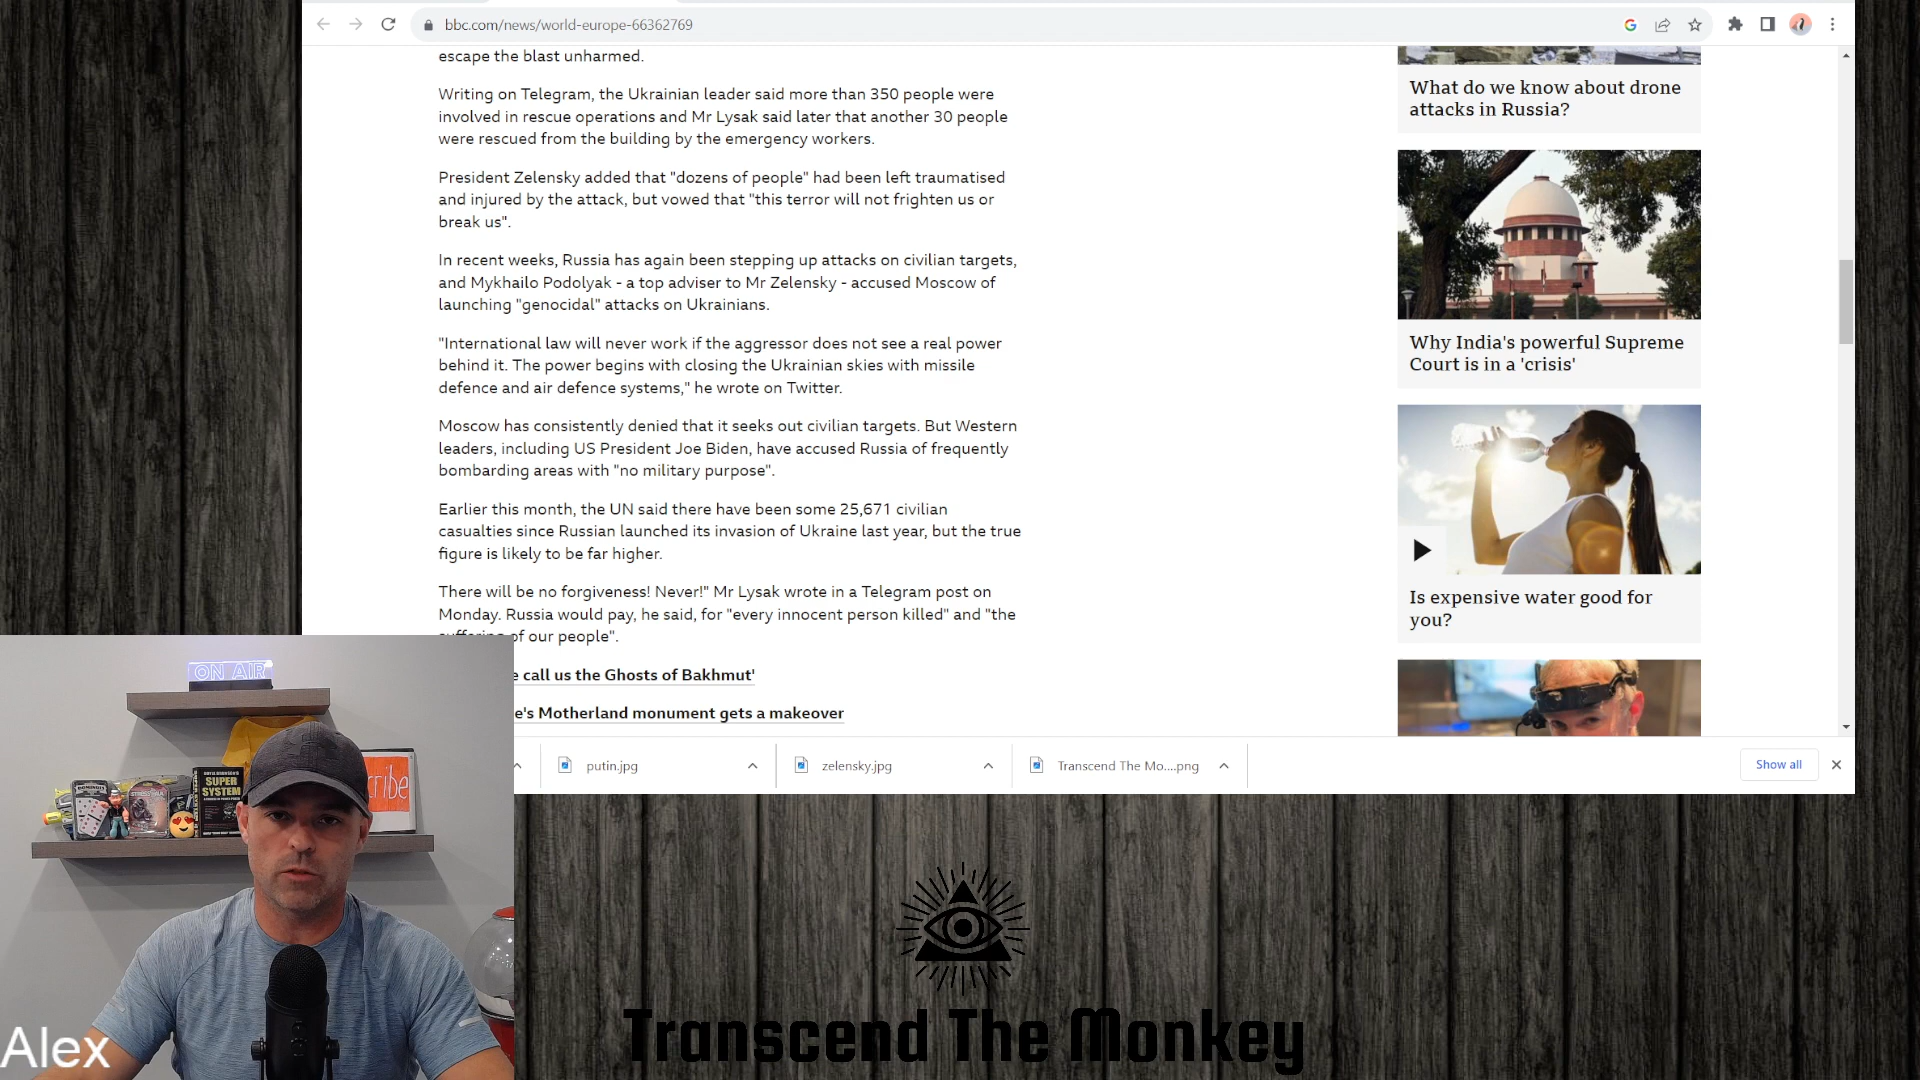 bbc.com/news/world-europe-66362769
escape the blast unharmed.
Writing on Telegram, the Ukrainian leader said more than 350 people were
involved in rescue operations and Mr Lysak said later that another 30 people
were rescued from the building by the emergency workers.
President Zelensky added that "dozens of people" had been left traumatised
and injured by the attack, but vowed that "this terror will not frighten us or
break us".
In recent weeks, Russia has again been stepping up attacks on civilian targets,
and Mykhailo Podolyak - a top adviser to Mr Zelensky - accused Moscow of
launching "genocidal" attacks on Ukrainians.
"International law will never work if the aggressor does not see a real power
behind it. The power begins with closing the Ukrainian skies with missile
defence and air defence systems," he wrote on Twitter.
Moscow has consistently denied that it seeks out civilian targets. But Western
leaders, including US President Joe Biden, have accused Russia of frequently
bombarding areas with "no military purpose".
Earlier this month, the UN said there have been some 25,671 civilian
casualties since Russian launched its invasion of Ukraine last year, but the true
figure is likely to be far higher.
There will be no forgiveness! Never!" Mr Lysak wrote in a Telegram post on
Monday. Russia would pay, he said, for "every innocent person killed" and "the
suffering of our people".
e call us the Ghosts of Bakhmut'
e's Motherland monument gets a makeover
What do we know about drone
attacks in Russia?
Why India's powerful Supreme
Court is in a 'crisis'
Is expensive water good for
you?
putin.jpg
zelensky.jpg
Transcend The Mo....png
Show all
ON AIR
SUPER
SYSTEM
cribe
Alex
Transcend The Monkey